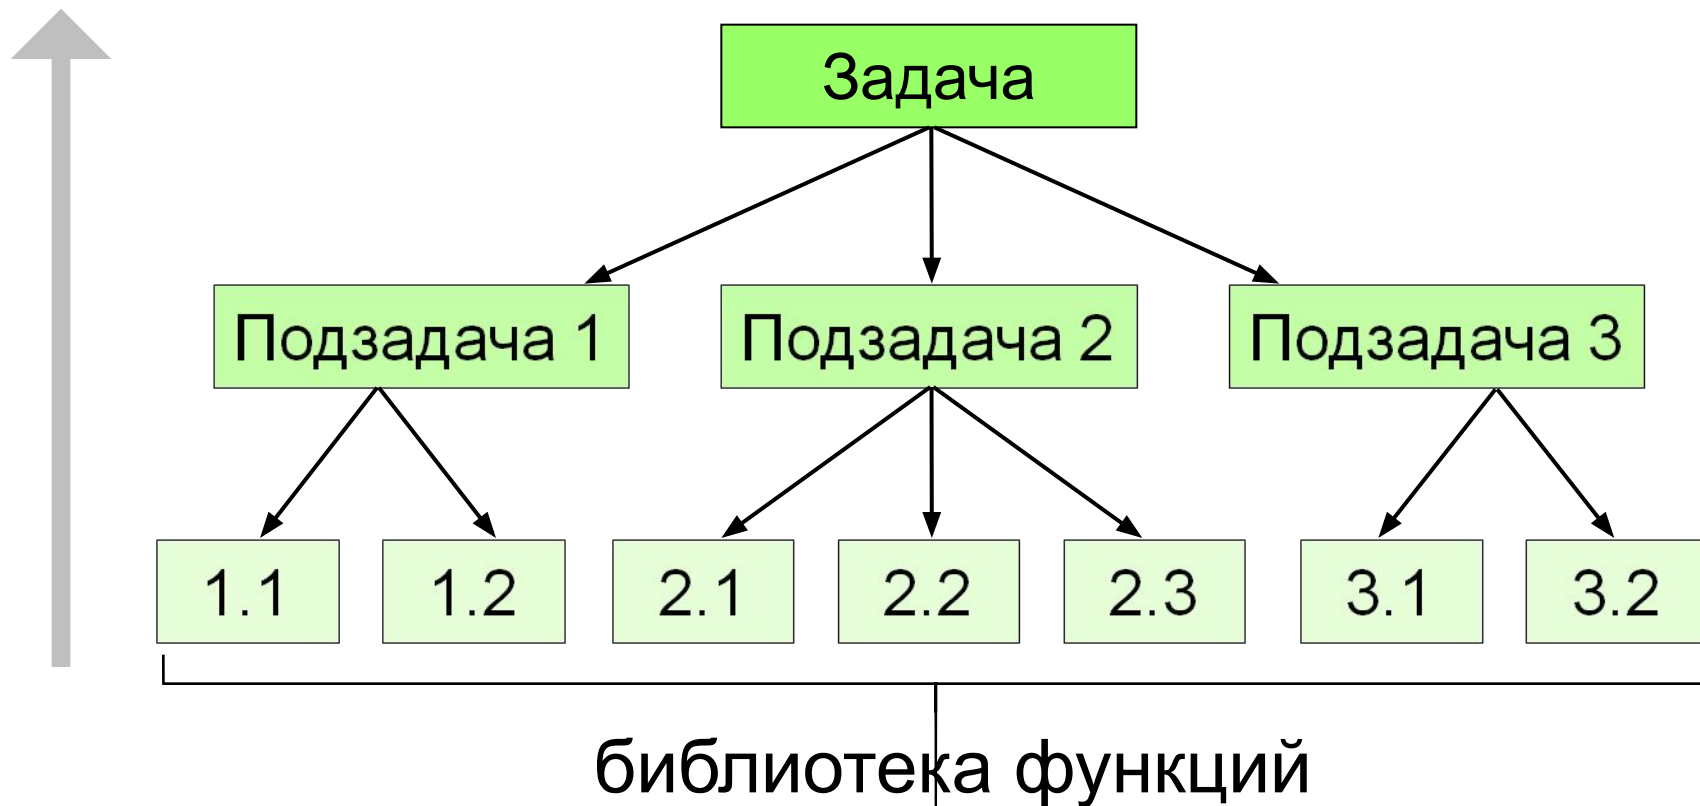 Задача
Подзадача 1 Подзадача 2 Подзадача 3
1.1 1.2 2.1 2.2 2.3 3.1 3.2
библиотека функций